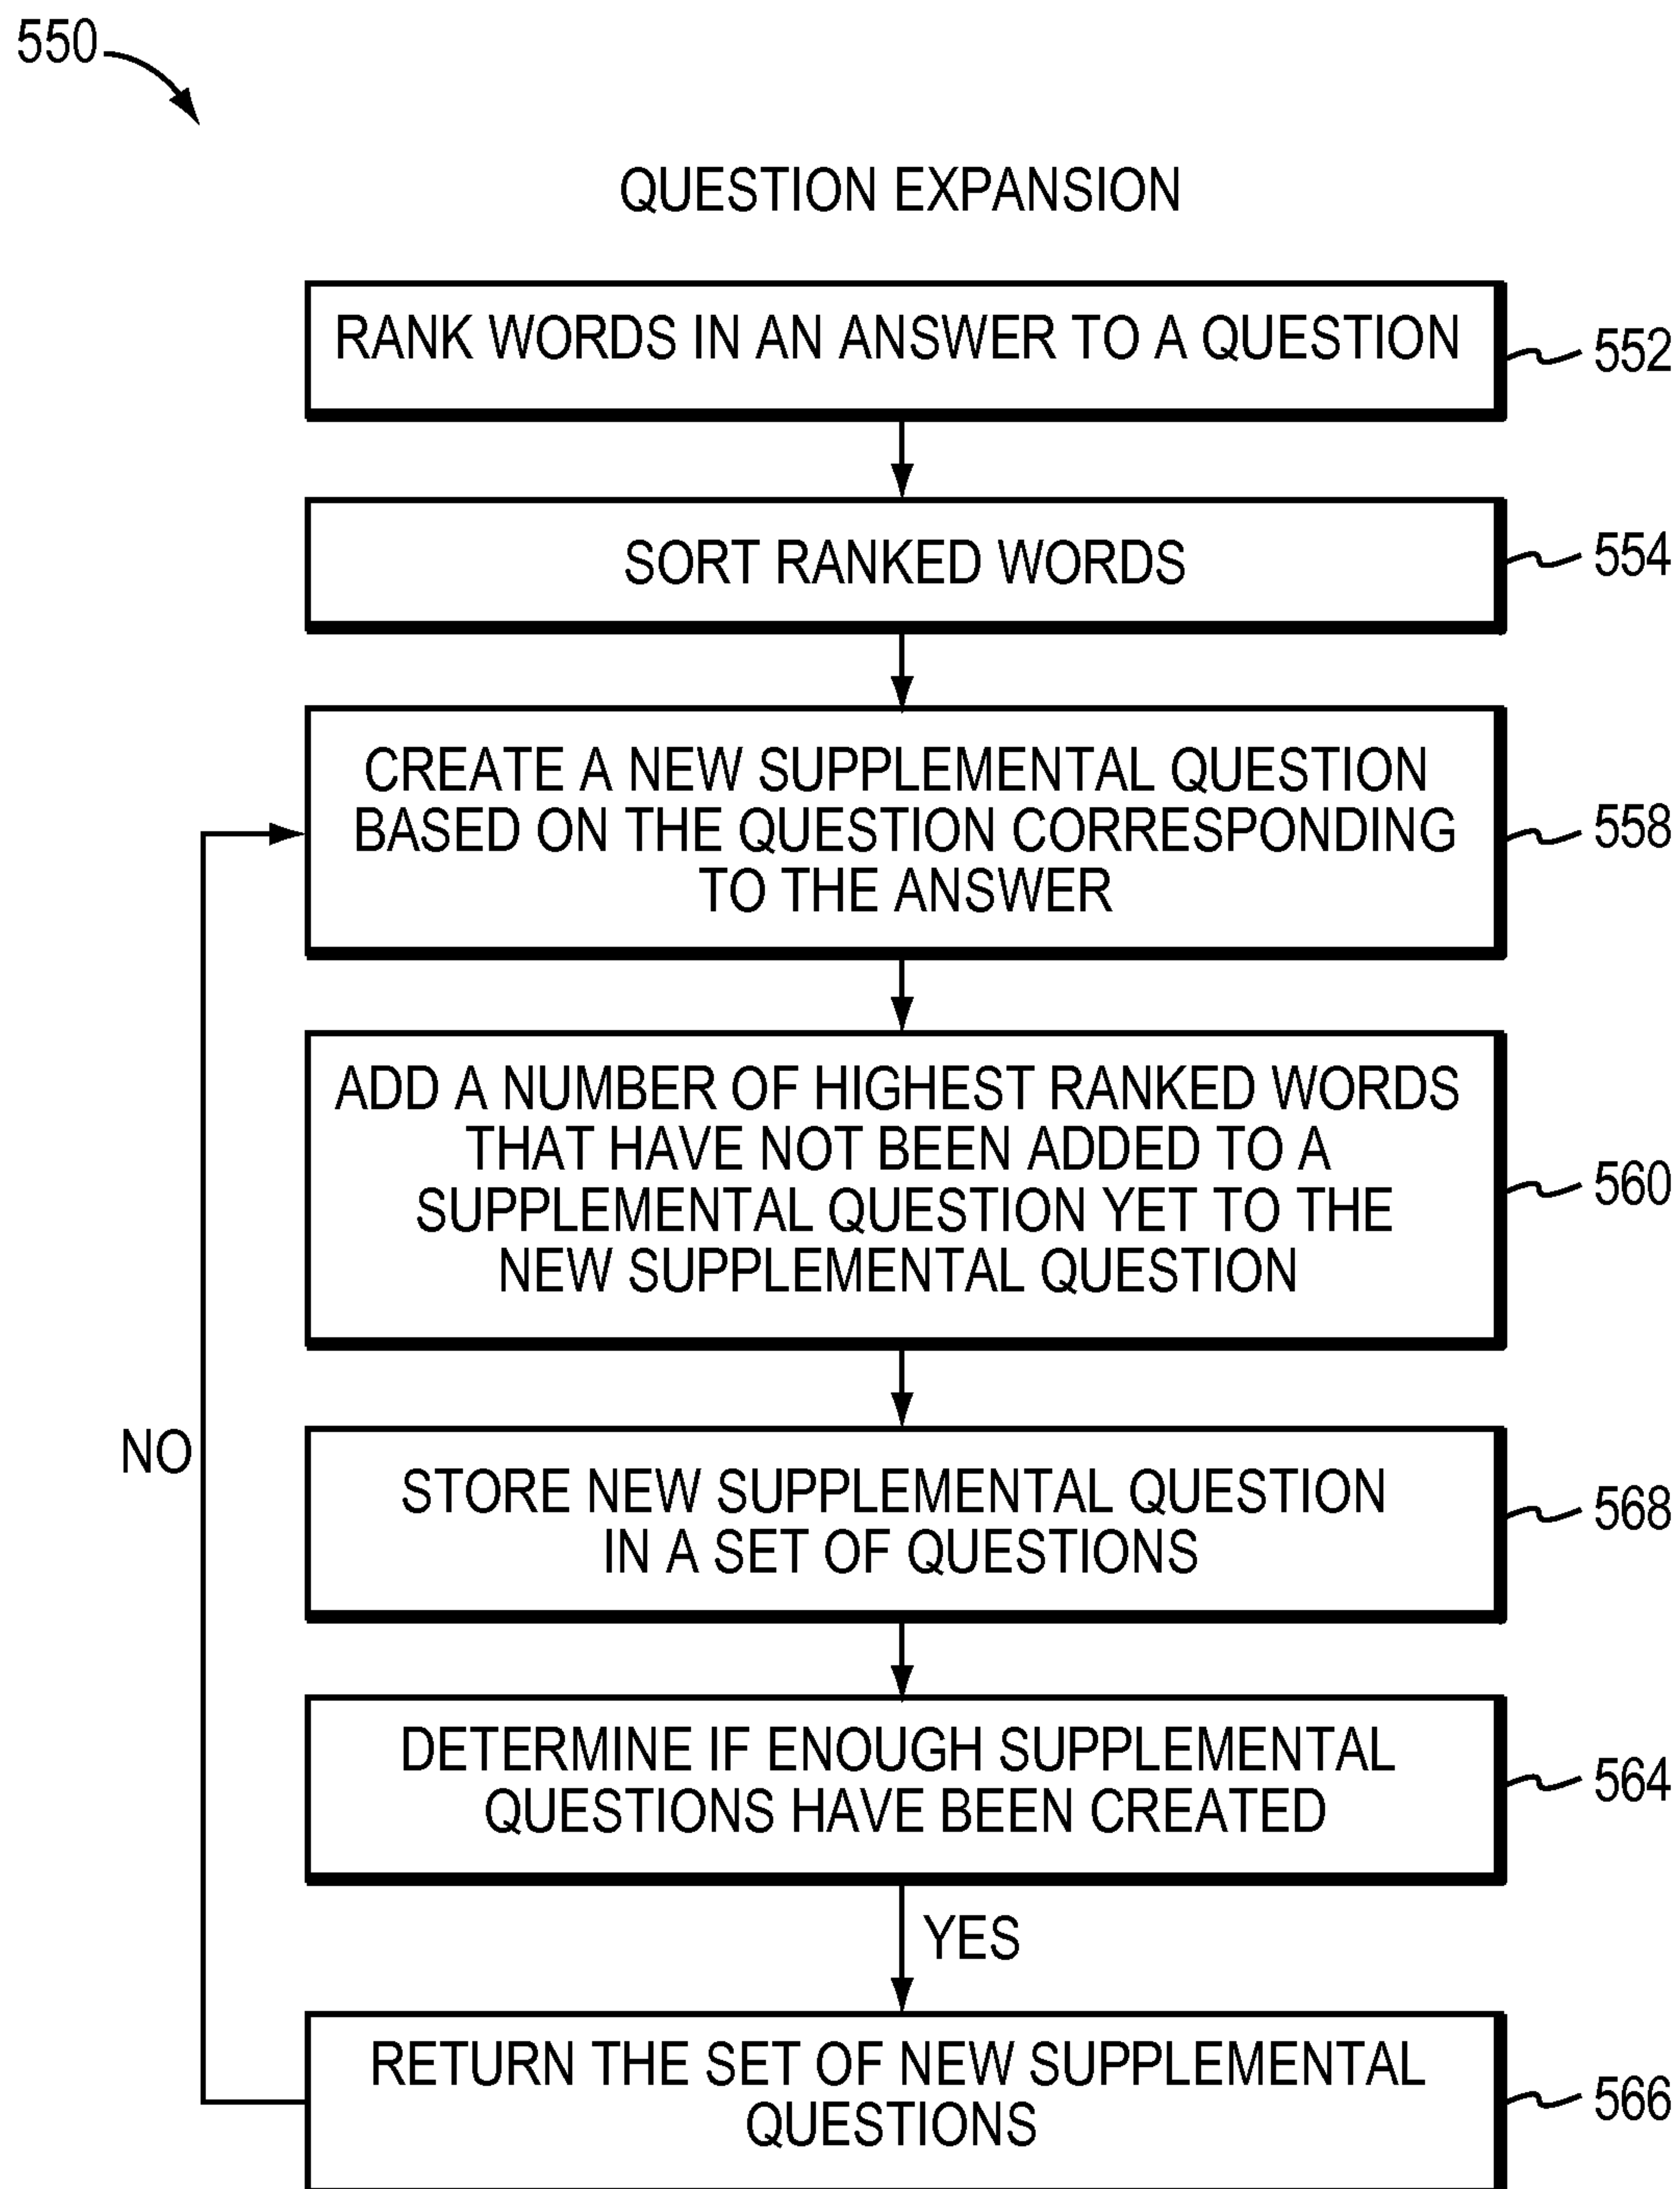 550
QUESTION EXPANSION
RANK WORDS IN AN ANSWER TO A QUESTION
552
SORT RANKED WORDS
554
CREATE A NEW SUPPLEMENTAL QUESTION
BASED ON THE QUESTION CORRESPONDING
TO THE ANSWER
558
ADD A NUMBER OF HIGHEST RANKED WORDS
THAT HAVE NOT BEEN ADDED TO A
SUPPLEMENTAL QUESTION YET TO THE
NEW SUPPLEMENTAL QUESTION
560
NO
STORE NEW SUPPLEMENTAL QUESTION
IN A SET OF QUESTIONS
568
DETERMINE IF ENOUGH SUPPLEMENTAL
QUESTIONS HAVE BEEN CREATED
564
YES
RETURN THE SET OF NEW SUPPLEMENTAL
QUESTIONS
566